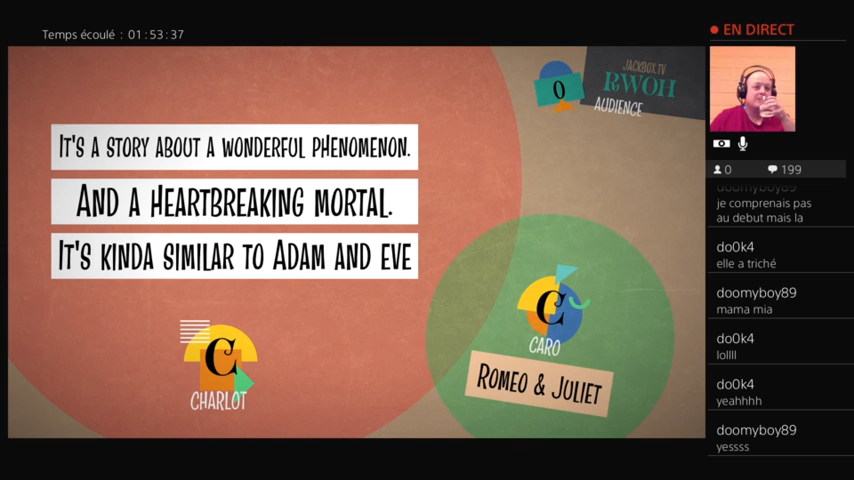 Temps écoulé : 01:53:37
EN DIRECT
JACKBOX.TV
RWOH
0
AUDIENCE
IT'S A STORY ABOUT A WONDERFUL PHENOMENON.
AND A HEARTBREAKING MORTAL.
IT'S KINDA SIMILAR TO ADAM AND EVE
C
CHARLOT
C
CARO
ROMEO & JULIET
0
199
doomyboy89
je comprenais pas
au debut mais la
do0k4
elle a triché
doomyboy89
mama mia
do0k4
lollll
do0k4
yeahhhh
doomyboy89
yessss